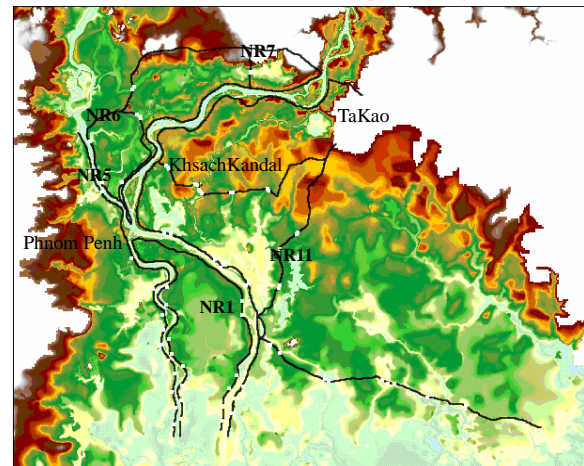 NR7
TaKao
NR6
KhsachKandal
NR5
Phnom Penh
NR11
NR1